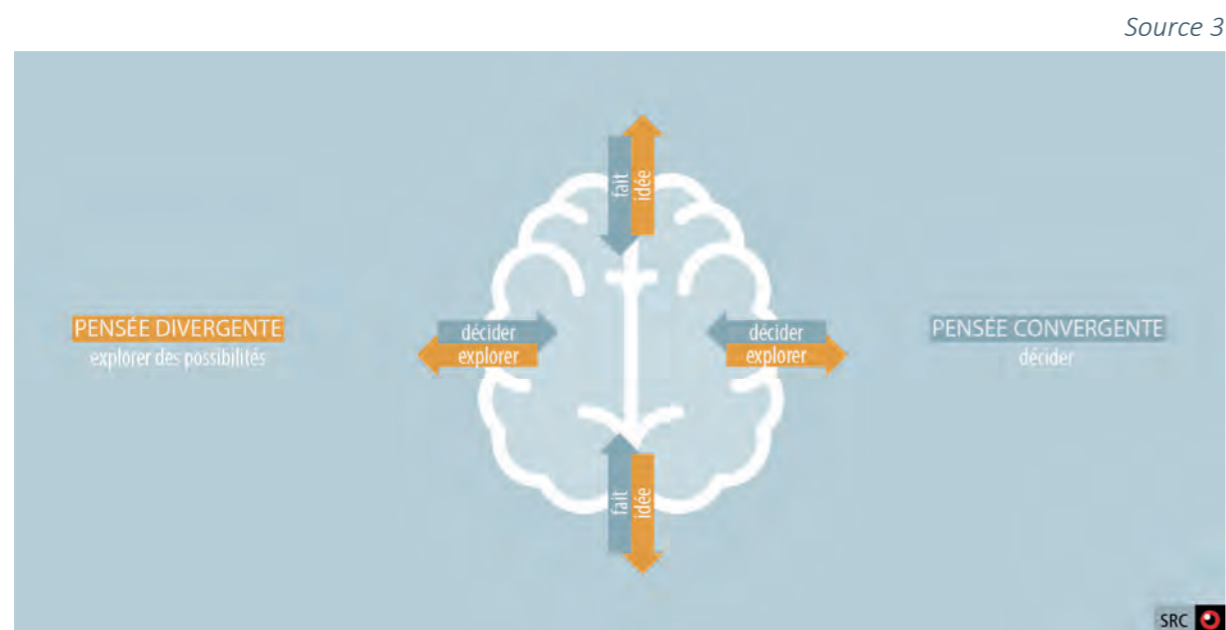 Source 3
fait
idée
PENSÉE DIVERGENTE
explorer des possibilités
décider
explorer
décider
explorer
PENSÉE CONVERGENTE
décider
fait
idée
SRC